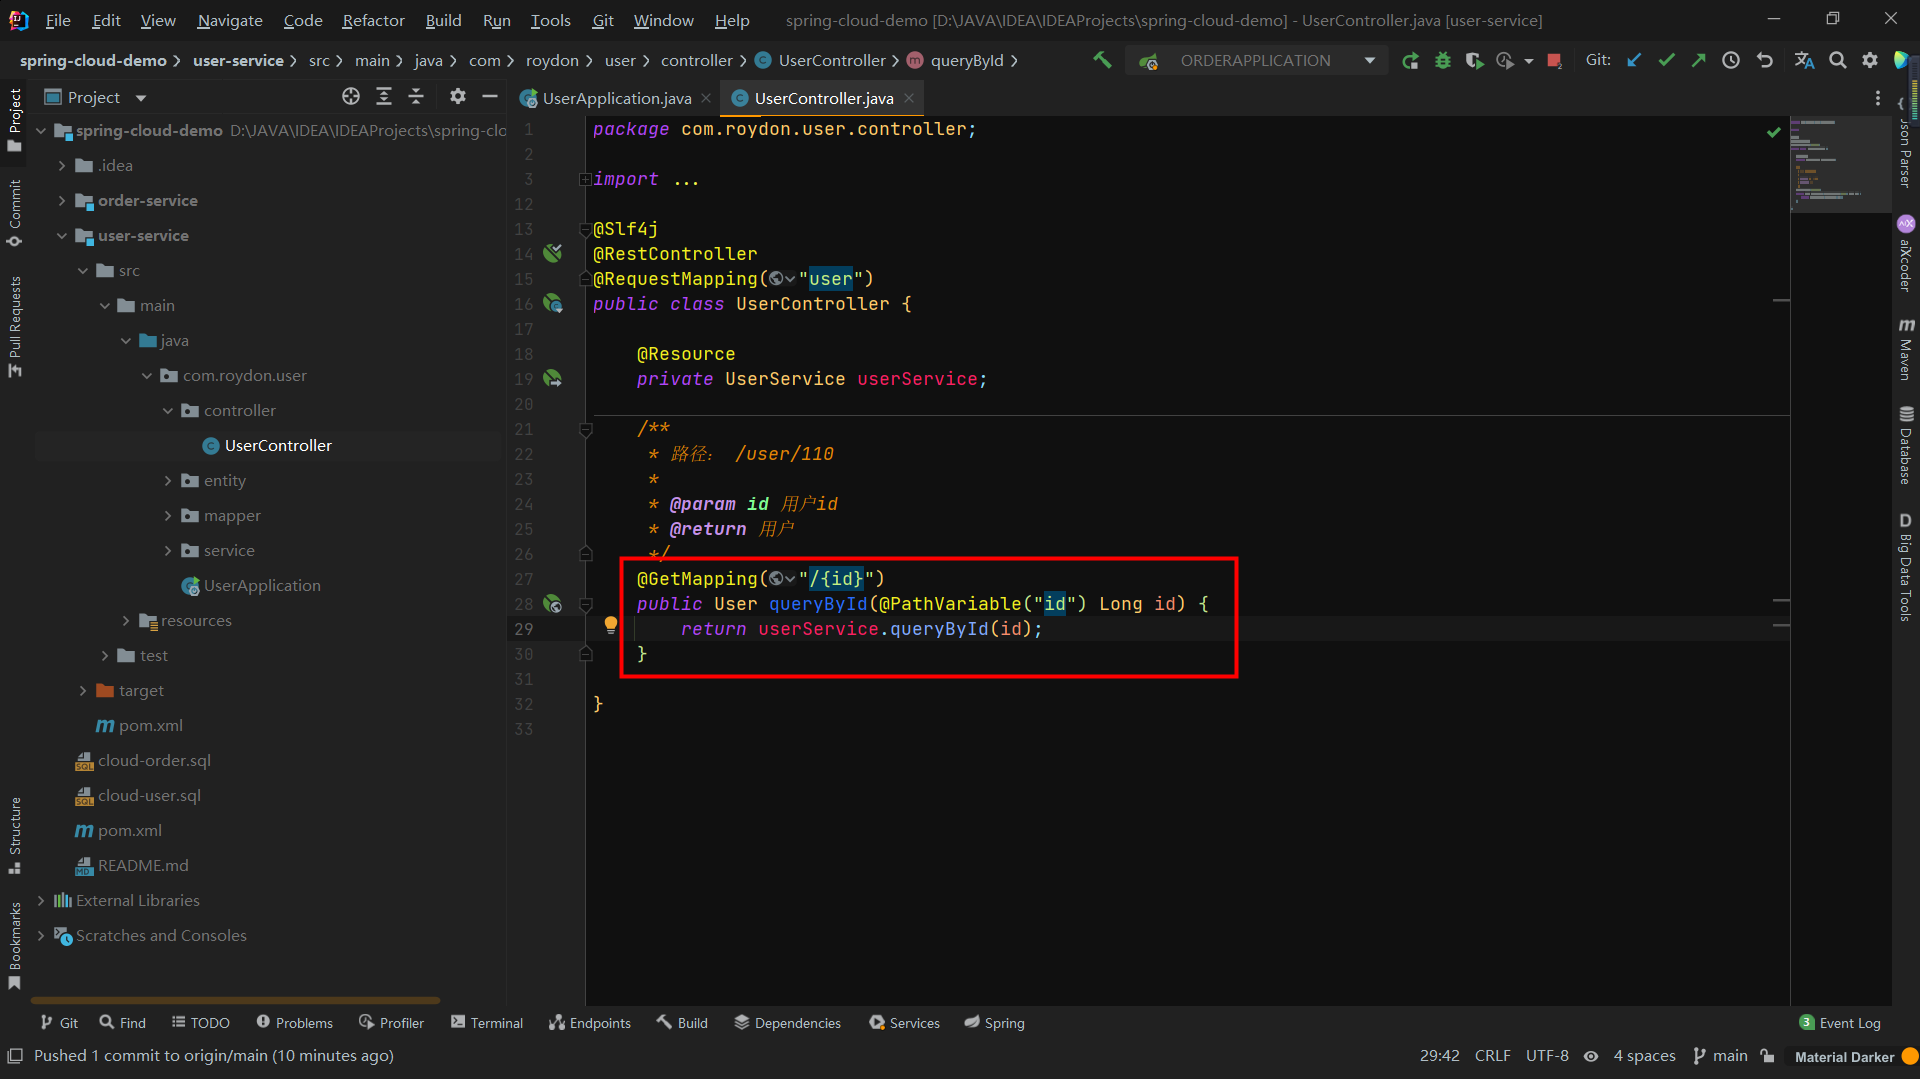 File Edit View Navigate Code Refactor Build Run Tools Git Window Help spring-cloud-demo [D:\JAVA\IDEA\IDEAProjects\spring-cloud-demo] - UserController.java [user-service]
spring-cloud-demo user-service src main java com roydon user controller UserController queryById ORDERAPPLICATION Git:
Project
UserApplication.java UserController.java
Project
Commit
Pull Requests
Structure
Bookmarks
spring-cloud-demo D:\JAVA\IDEA\IDEAProjects\spring-clo
.idea
order-service
user-service
src
main
java
com.roydon.user
controller
UserController
entity
mapper
service
UserApplication
resources
test
target
pom.xml
cloud-order.sql
cloud-user.sql
pom.xml
README.md
External Libraries
Scratches and Consoles
1 package com.roydon.user.controller;
2
3 import ...
12
13 @Slf4j
14 @RestController
15 @RequestMapping("user")
16 public class UserController {
17
18 @Resource
19 private UserService userService;
20
21 /**
22 * 路径： /user/110
23 *
24 * @param id 用户id
25 * @return 用户
26 */
27 @GetMapping("/{id}")
28 public User queryById(@PathVariable("id") Long id) {
29 return userService.queryById(id);
30 }
31
32 }
33
Json Parser
aiXcoder
Maven
Database
Big Data Tools
Git Find TODO Problems Profiler Terminal Endpoints Build Dependencies Services Spring 3 Event Log
Pushed 1 commit to origin/main (10 minutes ago) 29:42 CRLF UTF-8 4 spaces main Material Darker